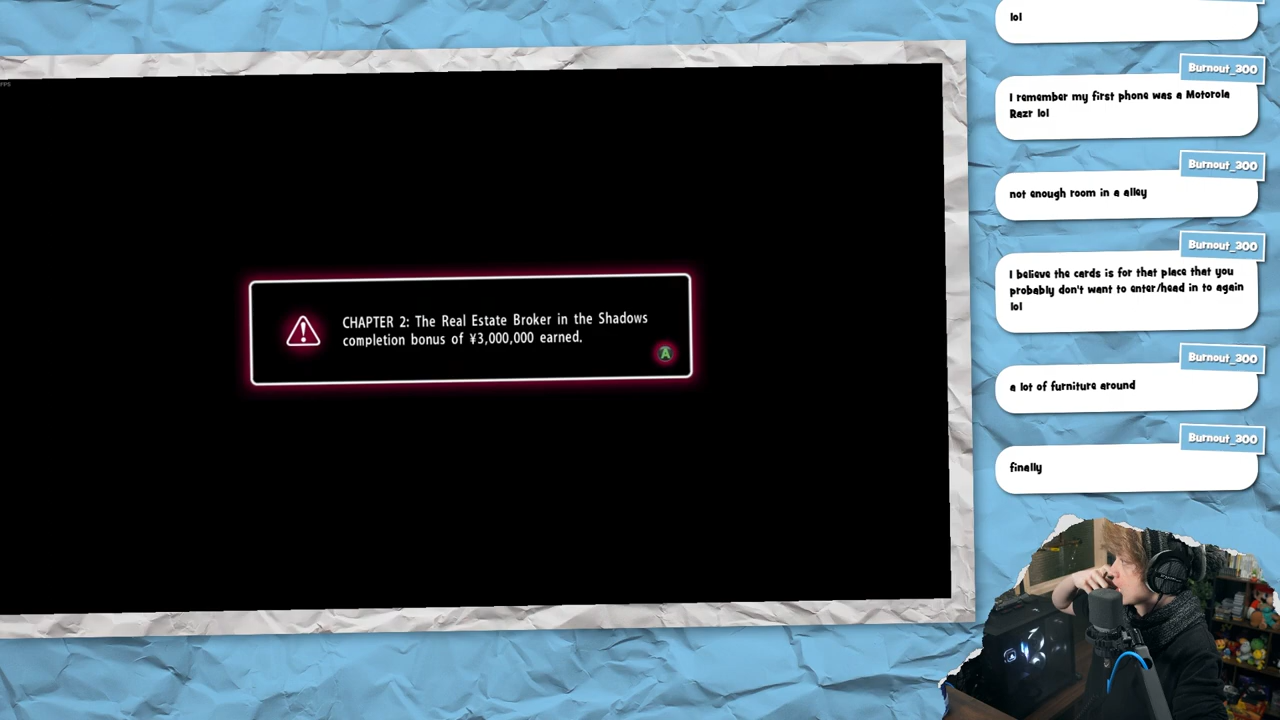 FPS
CHAPTER 2: The Real Estate Broker in the Shadows
completion bonus of ¥3,000,000 earned.
A
lol
Burnout_300
I remember my first phone was a Motorola
Razr lol
Burnout_300
not enough room in a alley
Burnout_300
I believe the cards is for that place that you
probably don't want to enter/head in to again
lol
Burnout_300
a lot of furniture around
Burnout_300
finally